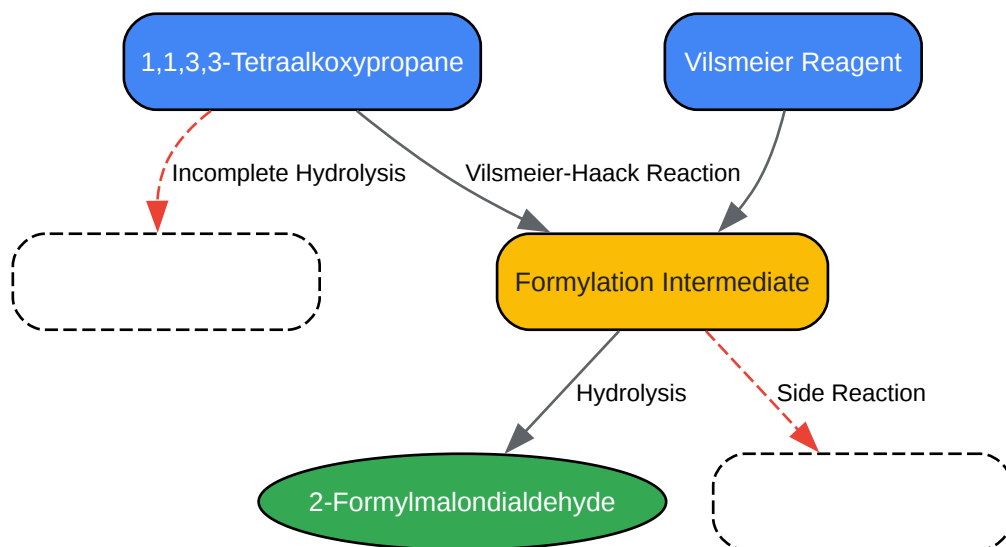 1,1,3,3-Tetraalkoxypropane
Vilsmeier Reagent
Incomplete Hydrolysis
Vilsmeier-Haack Reaction
Formylation Intermediate
Hydrolysis
Side Reaction
2-Formylmalondialdehyde